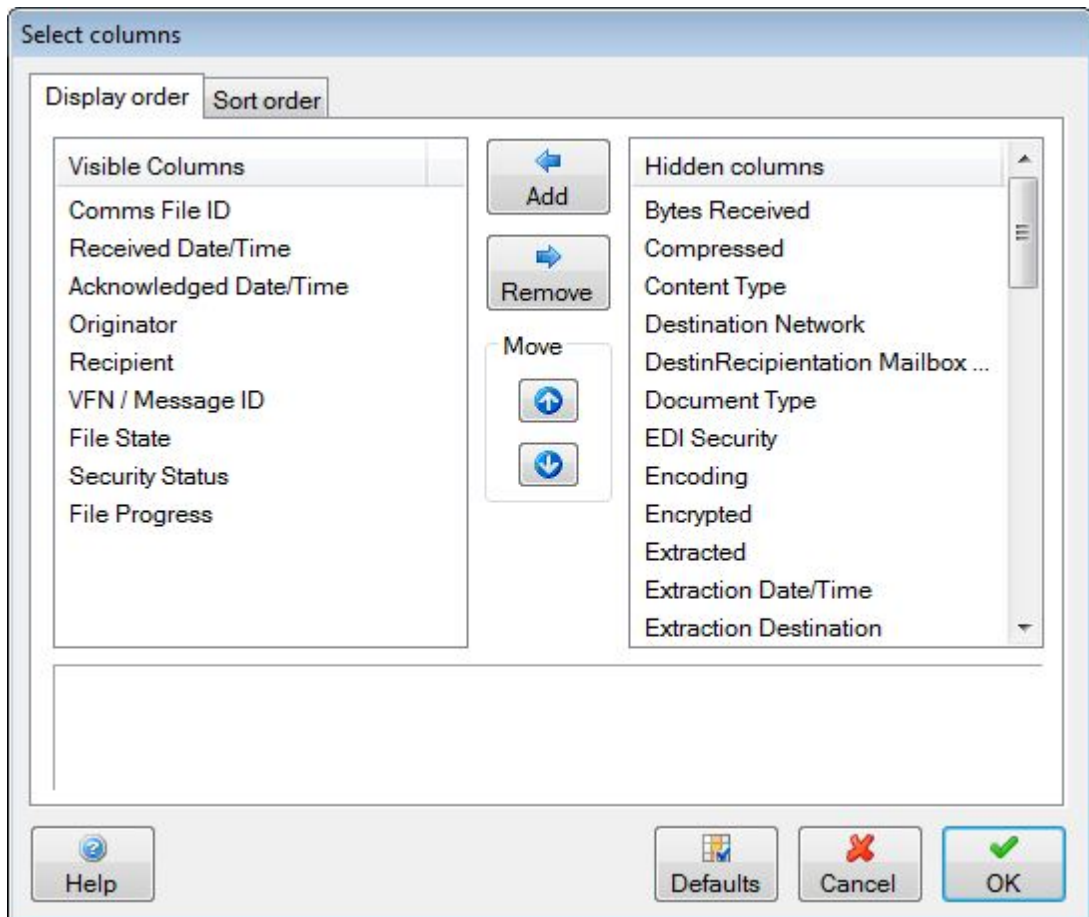 Select columns
Display order
Sort order
Visible Columns
Comms File ID
Received Date/Time
Acknowledged Date/Time
Originator
Recipient
VFN / Message ID
File State
Security Status
File Progress
Add
Remove
Move
Hidden columns
Bytes Received
Compressed
Content Type
Destination Network
DestinRecipientation Mailbox ...
Document Type
EDI Security
Encoding
Encrypted
Extracted
Extraction Date/Time
Extraction Destination
Help
Defaults
Cancel
OK